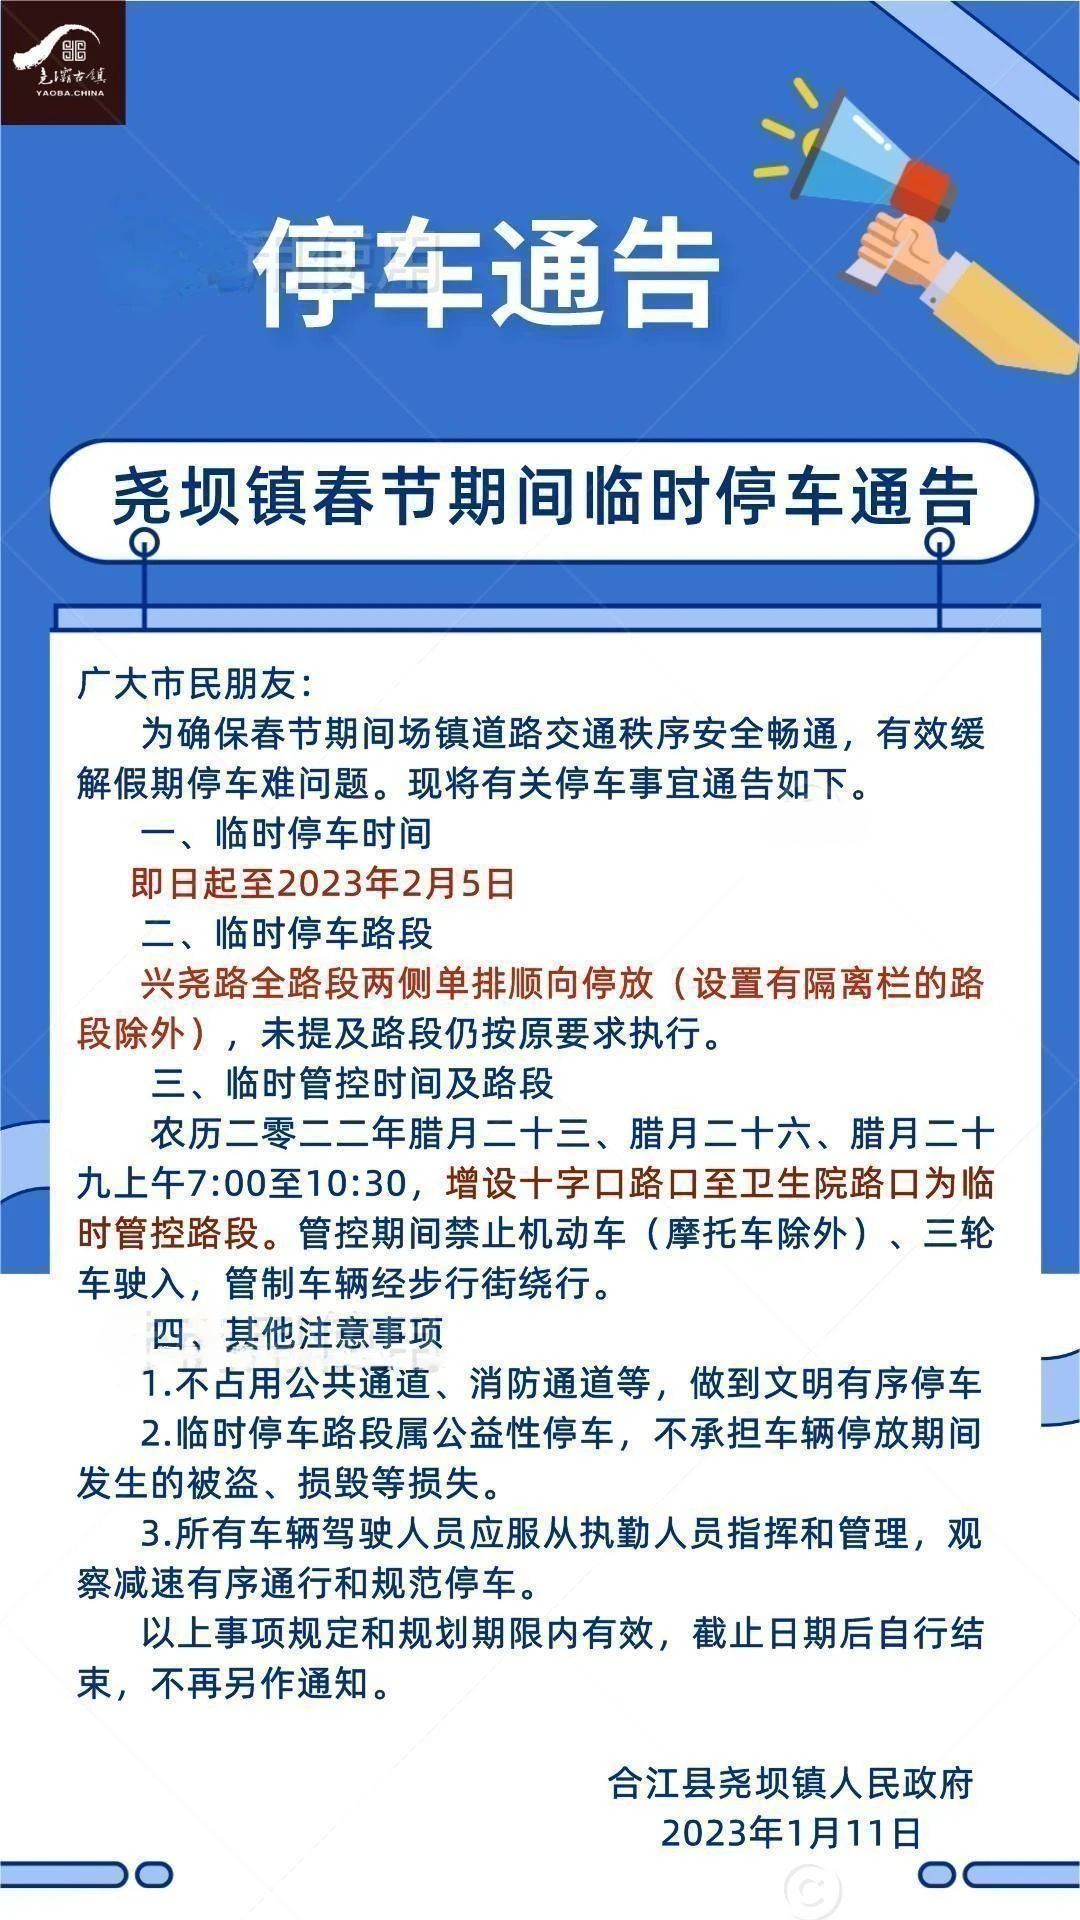 尧坝古镇
YAOBA.CHINA
停车通告
尧坝镇春节期间临时停车通告
广大市民朋友：
为确保春节期间场镇道路交通秩序安全畅通，有效缓
解假期停车难问题。现将有关停车事宜通告如下。
一、临时停车时间
即日起至2023年2月5日
二、临时停车路段
兴尧路全路段两侧单排顺向停放（设置有隔离栏的路
段除外），未提及路段仍按原要求执行。
三、临时管控时间及路段
农历二零二二年腊月二十三、腊月二十六、腊月二十
九上午7:00至10:30，增设十字口路口至卫生院路口为临
时管控路段。管控期间禁止机动车（摩托车除外）、三轮
车驶入，管制车辆经步行街绕行。
四、其他注意事项
1.不占用公共通道、消防通道等，做到文明有序停车
2.临时停车路段属公益性停车，不承担车辆停放期间
发生的被盗、损毁等损失。
3.所有车辆驾驶人员应服从执勤人员指挥和管理，观
察减速有序通行和规范停车。
以上事项规定和规划期限内有效，截止日期后自行结
束，不再另作通知。
合江县尧坝镇人民政府
2023年1月11日